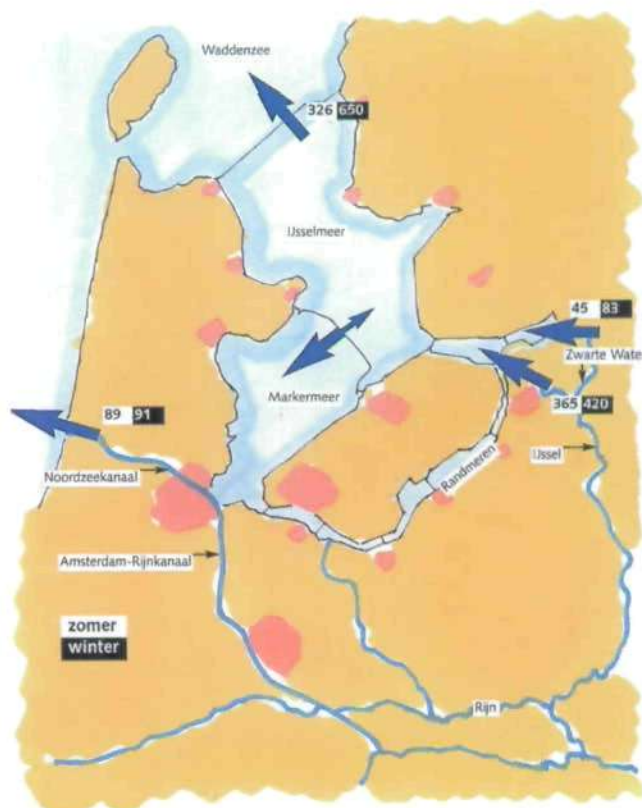 Waddenzee
326 650
IJsselmeer
45 83
Zwarte Wate
Markermeer
365 420
89 91
IJssel
Noordzeekanaal
Randmeren
Amsterdam-Rijnkanaal
zomer
winter
Rijn